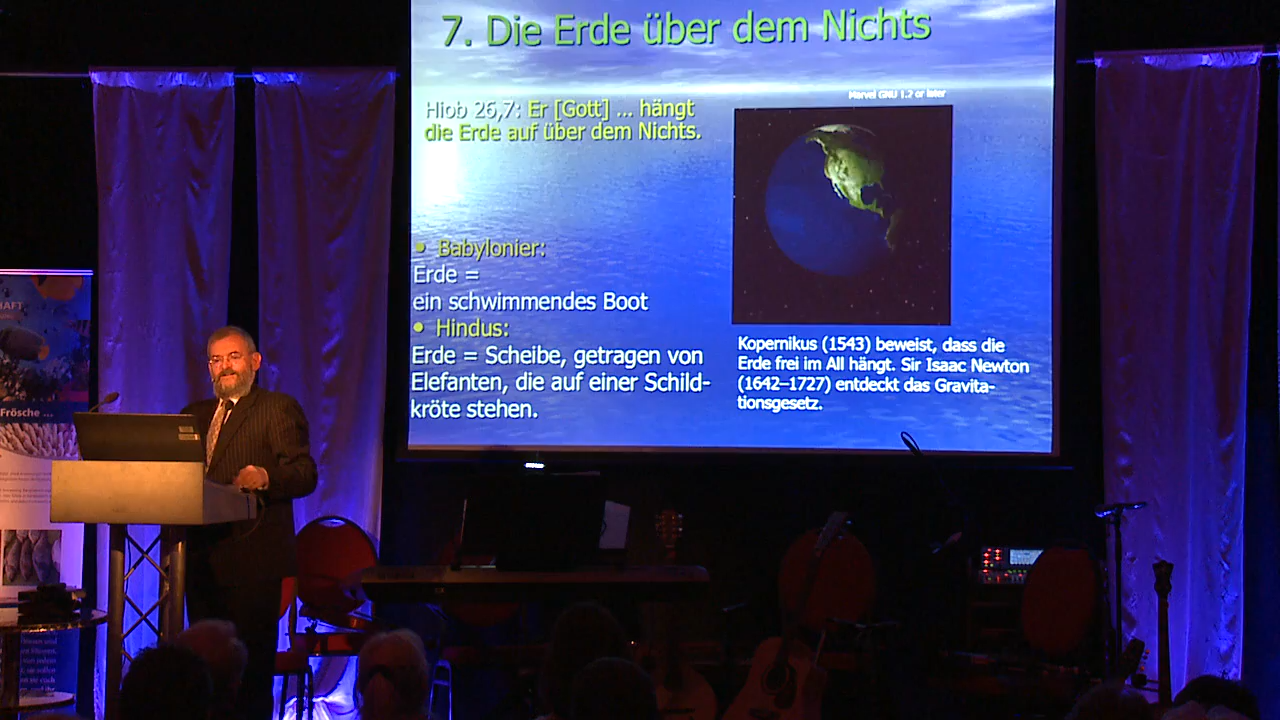 7. Die Erde über dem Nichts
Marvel GNU 1.2 or later
Hiob 26,7: Er [Gott] ... hängt
die Erde auf über dem Nichts.
• Babylonier:
Erde =
ein schwimmendes Boot
• Hindus:
Erde = Scheibe, getragen von
Elefanten, die auf einer Schild-
kröte stehen.
Kopernikus (1543) beweist, dass die
Erde frei im All hängt. Sir Isaac Newton
(1642–1727) entdeckt das Gravita-
tionsgesetz.
HAFT
Frösche ...